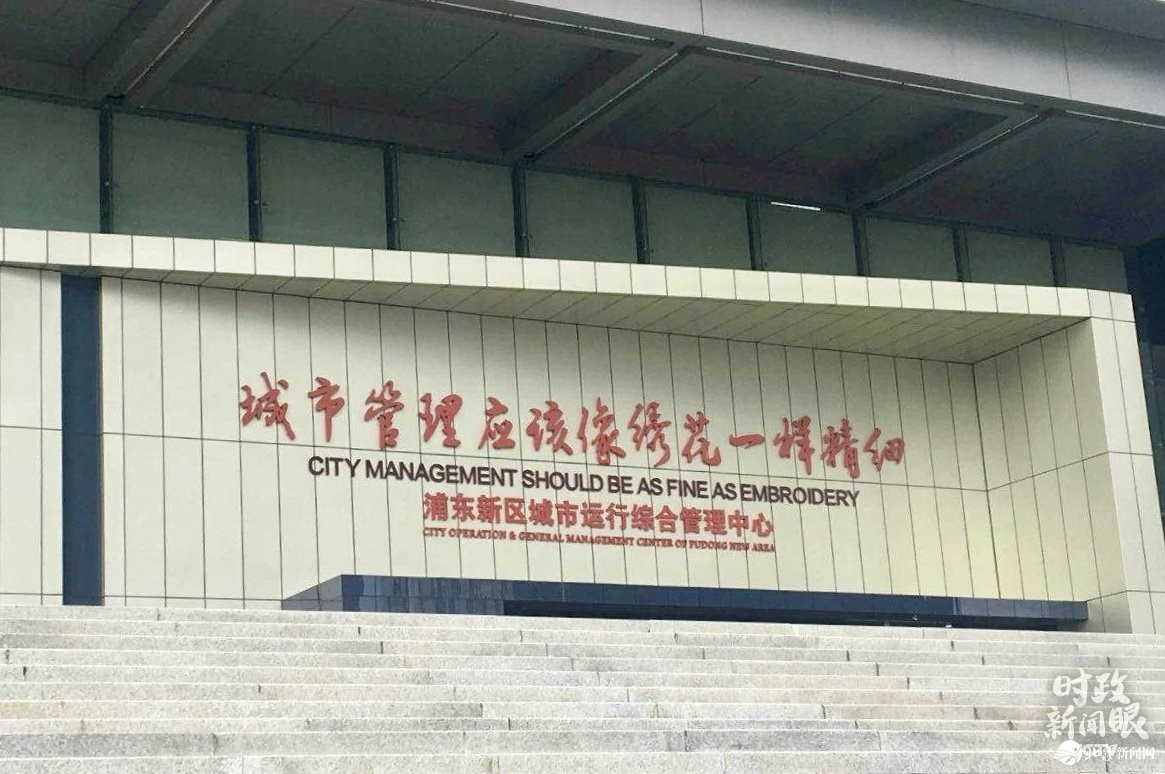 城市管理应该像绣花一样精细
CITY MANAGEMENT SHOULD BE AS FINE AS EMBROIDERY
浦东新区城市运行综合管理中心
CITY OPERATION & GENERAL MANAGEMENT CENTER OF PUDONG NEW AREA
时政
新闻眼